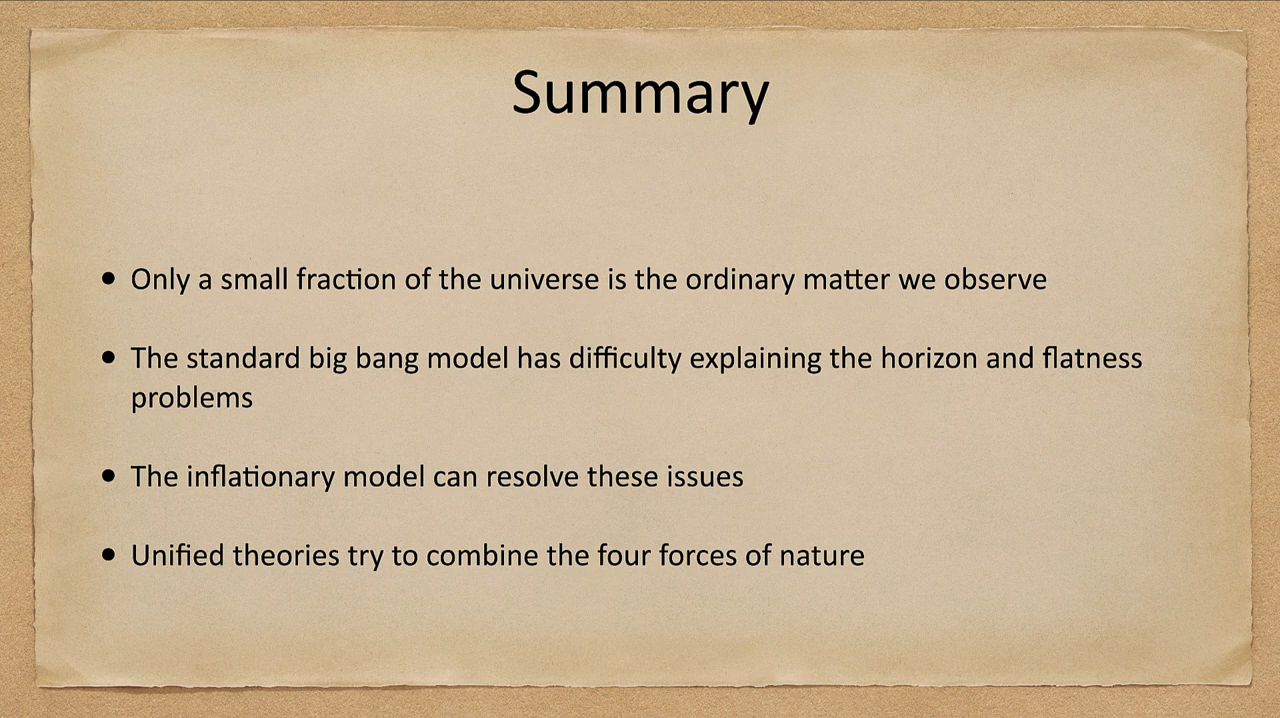 Summary
• Only a small fraction of the universe is the ordinary matter we observe
• The standard big bang model has difficulty explaining the horizon and flatness
problems
• The inflationary model can resolve these issues
• Unified theories try to combine the four forces of nature